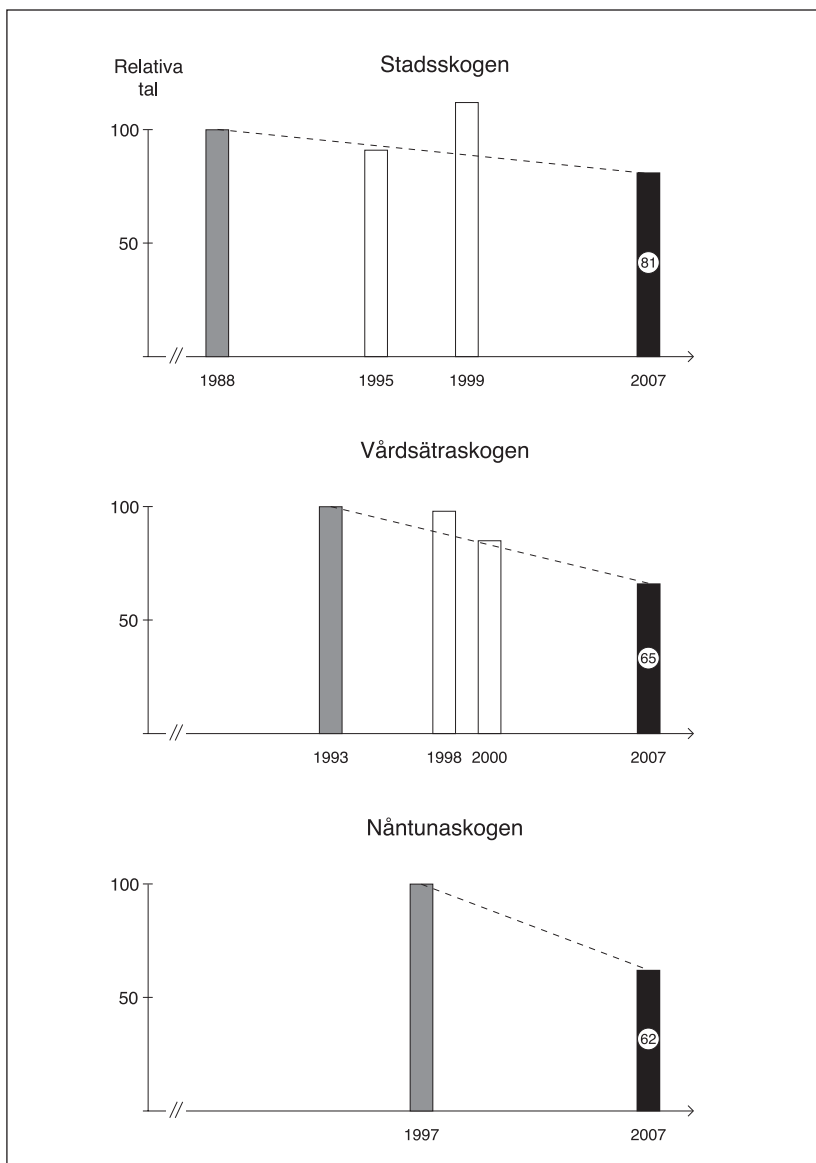 Relativa
tal
Stadsskogen
100
50
81
1988 1995 1999 2007
Vårdsätraskogen
100
50
65
1993 1998 2000 2007
Nåntunaskogen
100
50
62
1997 2007